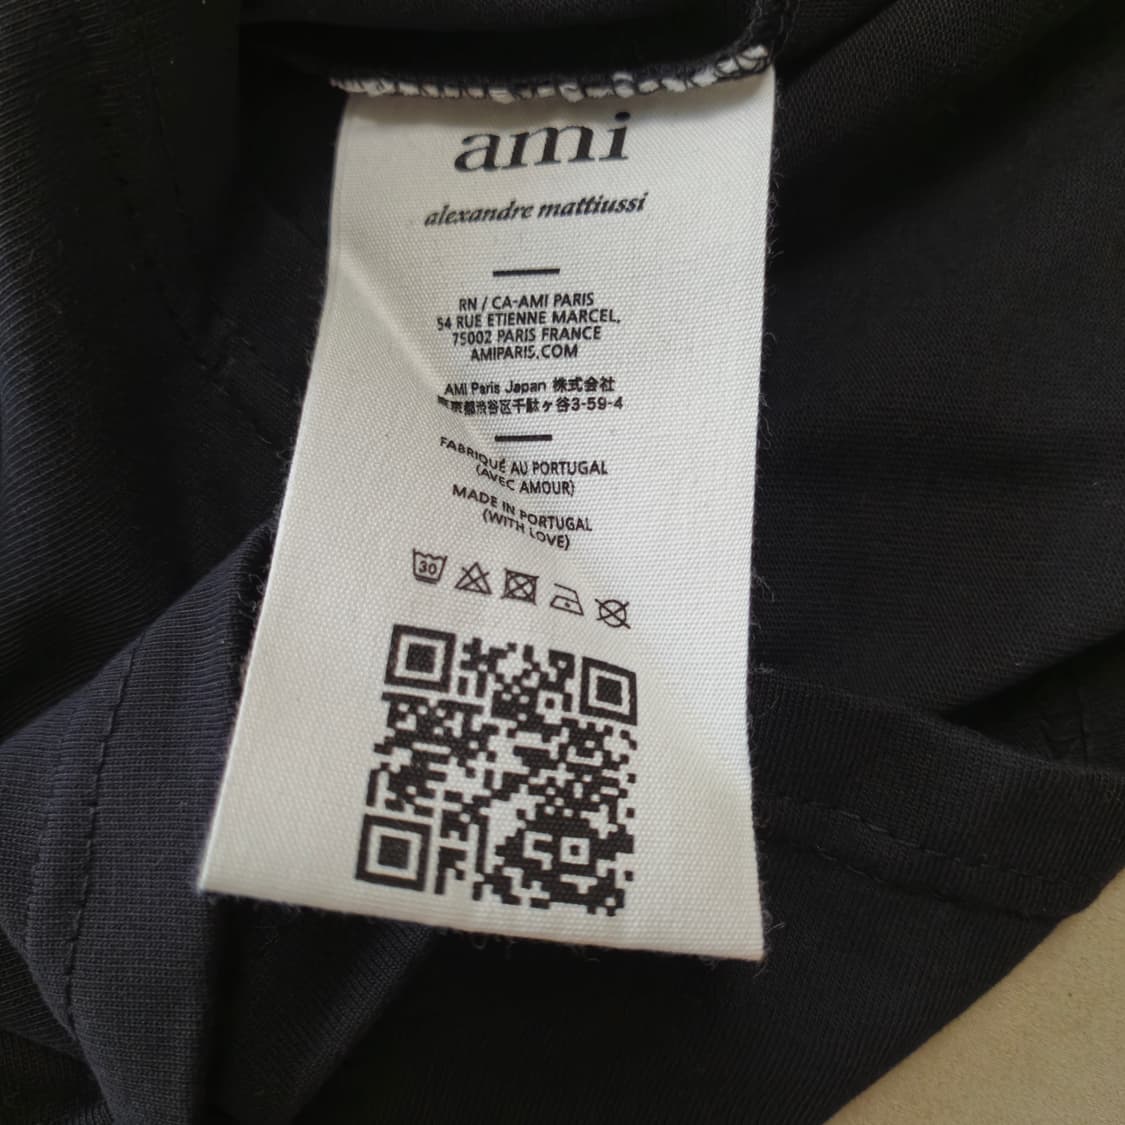 ami
alexandre mattiussi
RN / CA-AMI PARIS
54 RUE ETIENNE MARCEL,
75002 PARIS FRANCE
AMIPARIS.COM
AMI Paris Japan 株式会社
東京都渋谷区千駄ヶ谷3-59-4
FABRIQUÉ AU PORTUGAL
(AVEC AMOUR)
MADE IN PORTUGAL
(WITH LOVE)
30